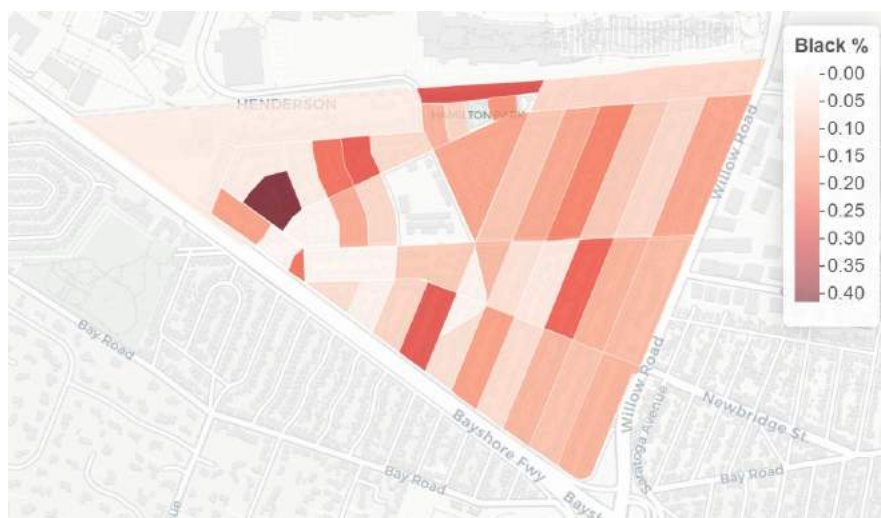 Black %
0.00
0.05
0.10
0.15
0.20
0.25
0.30
0.35
0.40
HENDERSON
HAMILTON PARK
Willow Road
Bay Road
Willow Road
Newbridge St
Bayshore Fwy
Saratoga Avenue
Bay Road
Bay Road